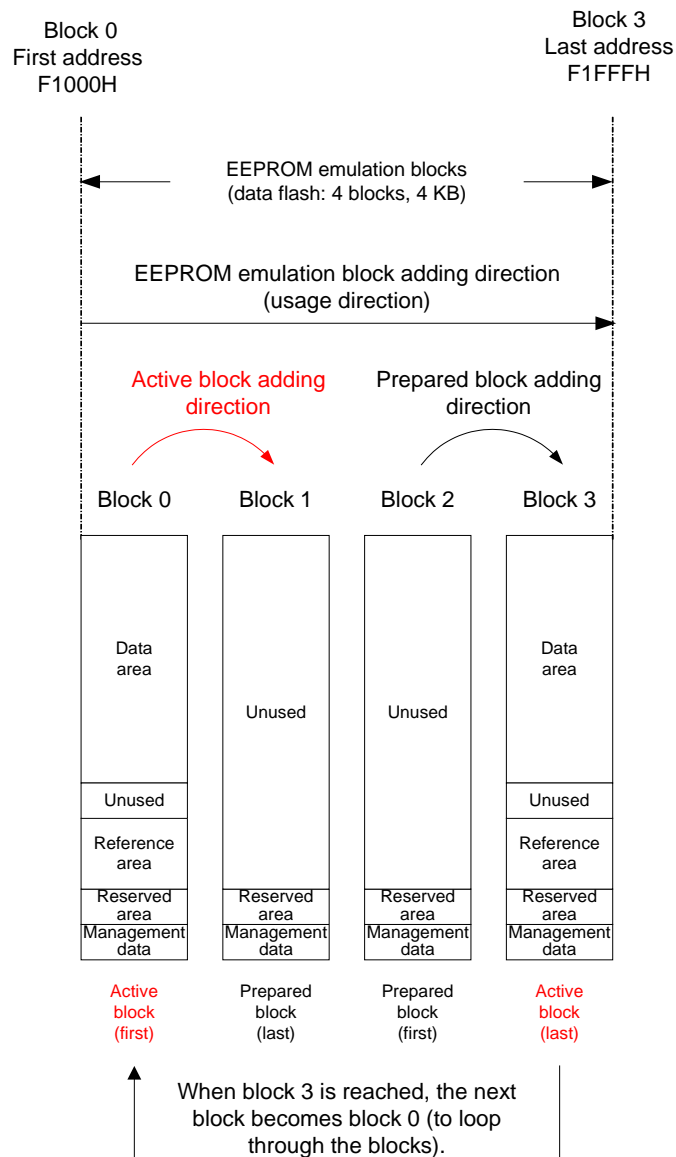 Block 0
First address
F1000H
Block 3
Last address
F1FFFH
EEPROM emulation blocks
(data flash: 4 blocks, 4 KB)
EEPROM emulation block adding direction
(usage direction)
Active block adding
direction
Prepared block adding
direction
Block 0
Block 1
Block 2
Block 3
Data
area
Unused
Reference
area
Reserved
area
Management
data
Unused
Reserved
area
Management
data
Unused
Reserved
area
Management
data
Data
area
Unused
Reference
area
Reserved
area
Management
data
Active
block
(first)
Prepared
block
(last)
Prepared
block
(first)
Active
block
(last)
When block 3 is reached, the next
block becomes block 0 (to loop
through the blocks).